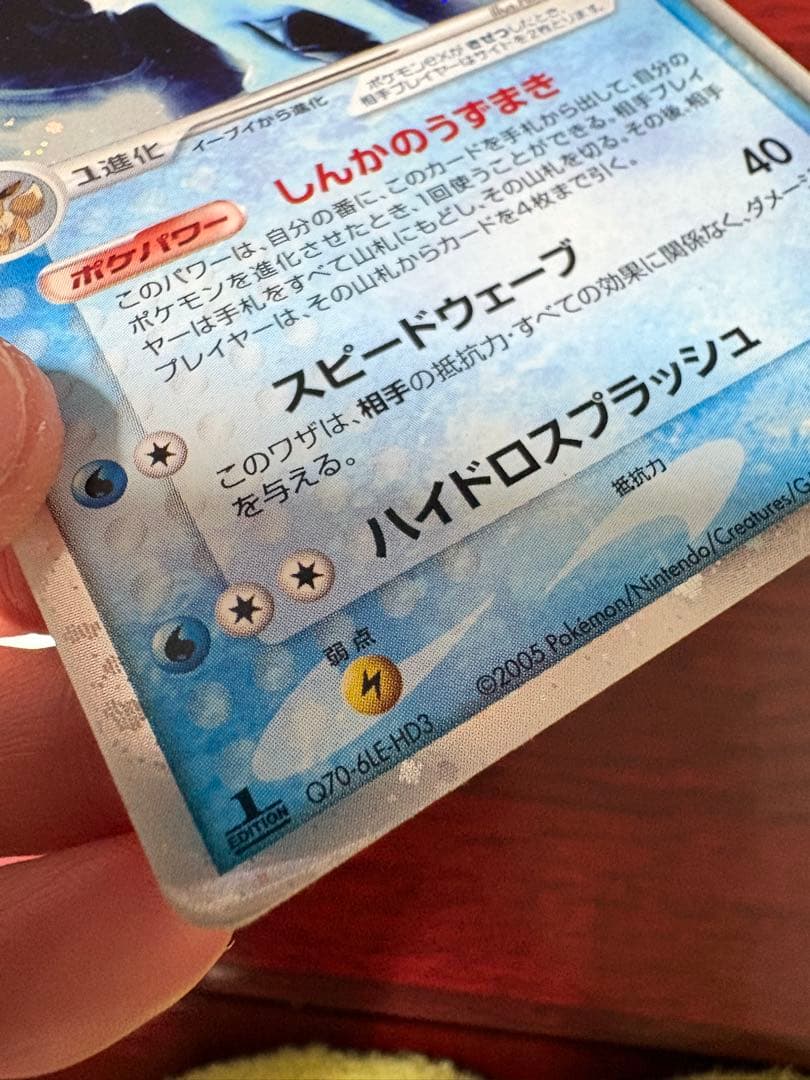 ポケモンexがきぜつしたとき、
相手プレイヤーはサイドを2枚とります。
1進化
イーブイから進化
ポケパワー
しんかのうずまき
このパワーは、自分の番に、このカードを手札から出して、自分の
ポケモンを進化させたとき、1回使うことができる。相手プレイ
ヤーは手札をすべて山札にもどし、その山札を切る。その後、相手
プレイヤーは、その山札からカードを4枚まで引く。
スピードウェーブ 40
このワザは、相手の抵抗力・すべての効果に関係なく、ダメージ
を与える。
ハイドロスプラッシュ
弱点
抵抗力
©2005 Pokémon/Nintendo/Creatures/G
1
EDITION
Q70-6LE-HD3